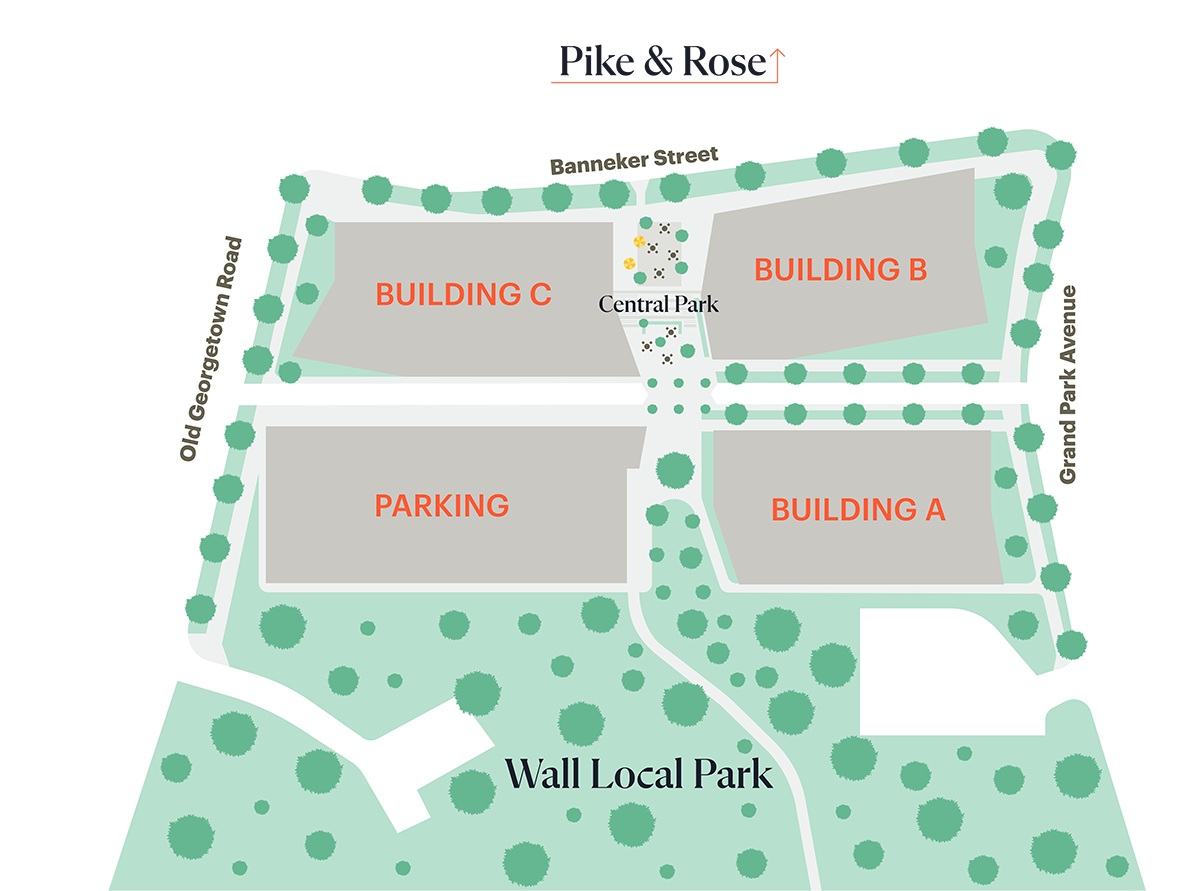 Pike & Rose
Banneker Street
BUILDING B
BUILDING C
Central Park
Old Georgetown Road
Grand Park Avenue
PARKING
BUILDING A
Wall Local Park